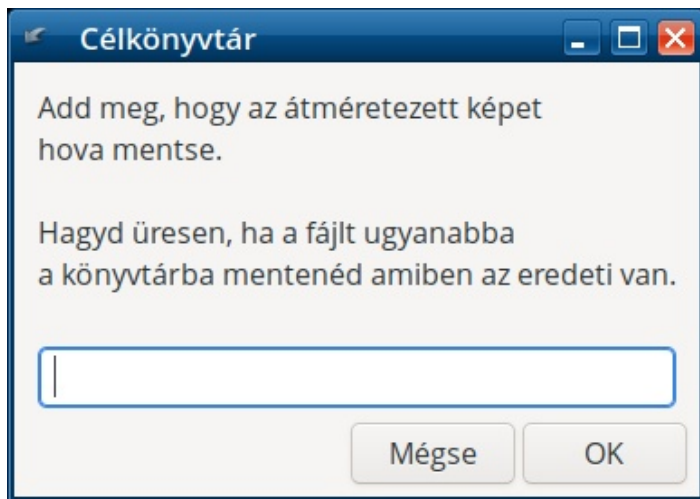 Célkönyvtár
Add meg, hogy az átméretezett képet
hova mentse.
Hagyd üresen, ha a fájlt ugyanabba
a könyvtárba mentenéd amiben az eredeti van.
Mégse
OK